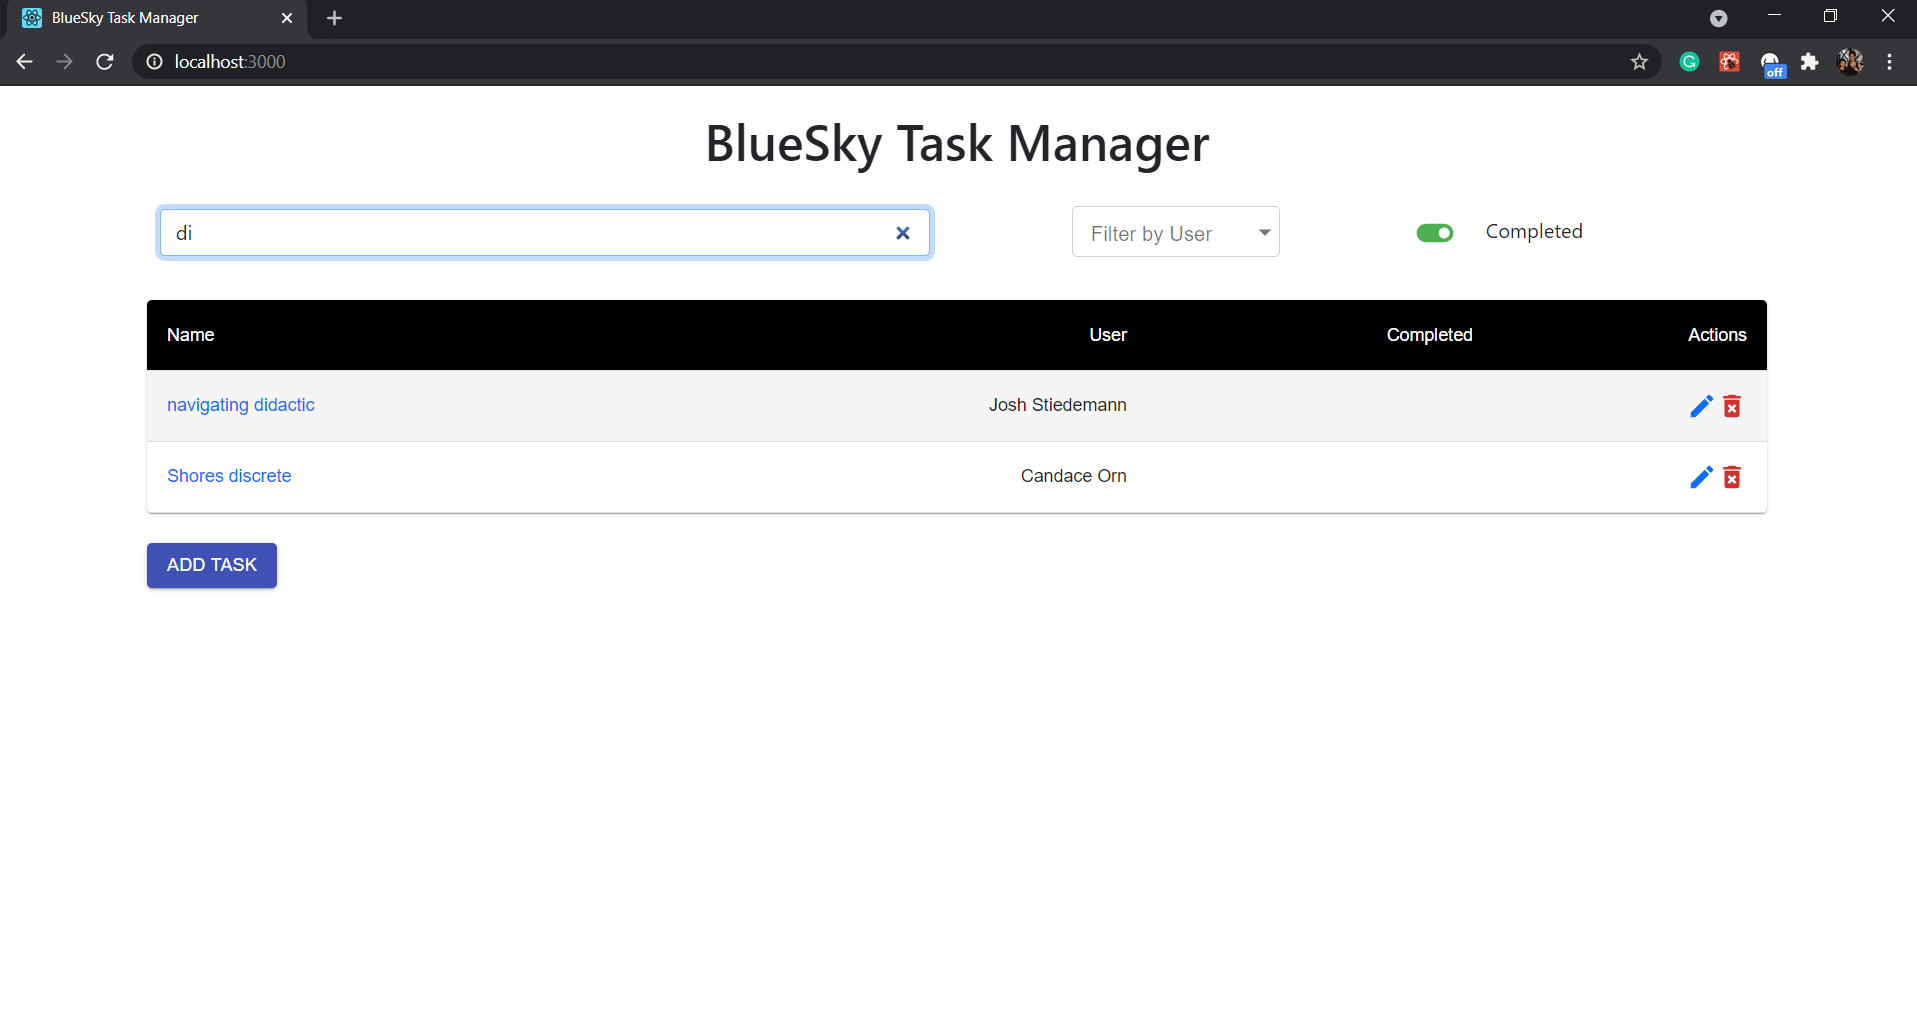 BlueSky Task Manager
localhost:3000
off
BlueSky Task Manager
di
Filter by User
Completed
Name User Completed Actions
navigating didactic Josh Stiedemann
Shores discrete Candace Orn
ADD TASK